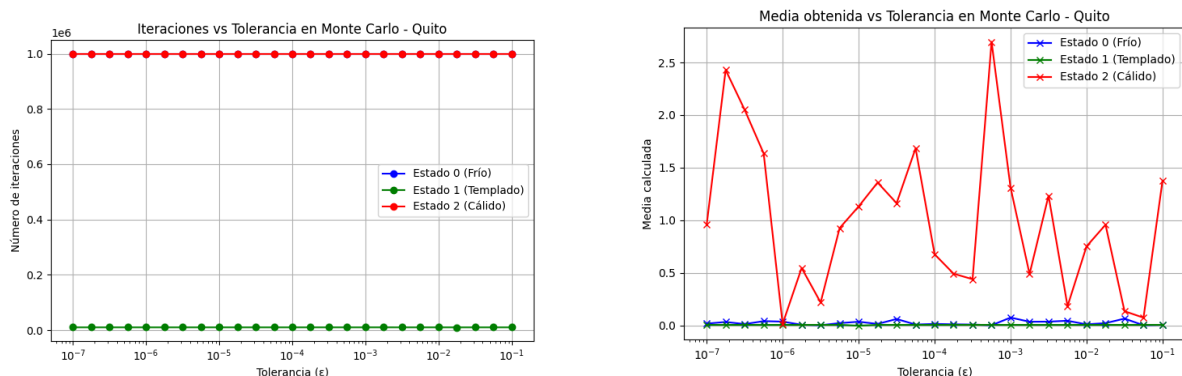 Iteraciones vs Tolerancia en Monte Carlo - Quito
1e6
1.0
0.8
0.6
0.4
0.2
0.0
Número de iteraciones
Estado 0 (Frío)
Estado 1 (Templado)
Estado 2 (Cálido)
10⁻⁷ 10⁻⁶ 10⁻⁵ 10⁻⁴ 10⁻³ 10⁻² 10⁻¹
Tolerancia (ε)
Media obtenida vs Tolerancia en Monte Carlo - Quito
2.5
2.0
1.5
1.0
0.5
0.0
Media calculada
Estado 0 (Frío)
Estado 1 (Templado)
Estado 2 (Cálido)
10⁻⁷ 10⁻⁶ 10⁻⁵ 10⁻⁴ 10⁻³ 10⁻² 10⁻¹
Tolerancia (ε)